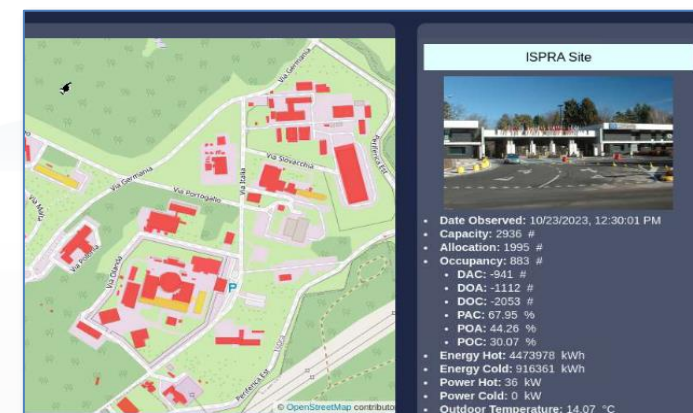 Via Germania
Via Slovacchia
Periferica Est
Via Italia
Via Germania
Via Portogallo
Via Polonia
Via Olanda
P
Periferica Est
© OpenStreetMap contributo
ISPRA Site
Date Observed: 10/23/2023, 12:30:01 PM
Capacity: 2936 #
Allocation: 1995 #
Occupancy: 883 #
DAC: -941 #
DOA: -1112 #
DOC: -2053 #
PAC: 67.95 %
POA: 44.26 %
POC: 30.07 %
Energy Hot: 4473978 kWh
Energy Cold: 916361 kWh
Power Hot: 36 kW
Power Cold: 0 kW
Outdoor Temperature: 14.07 °C